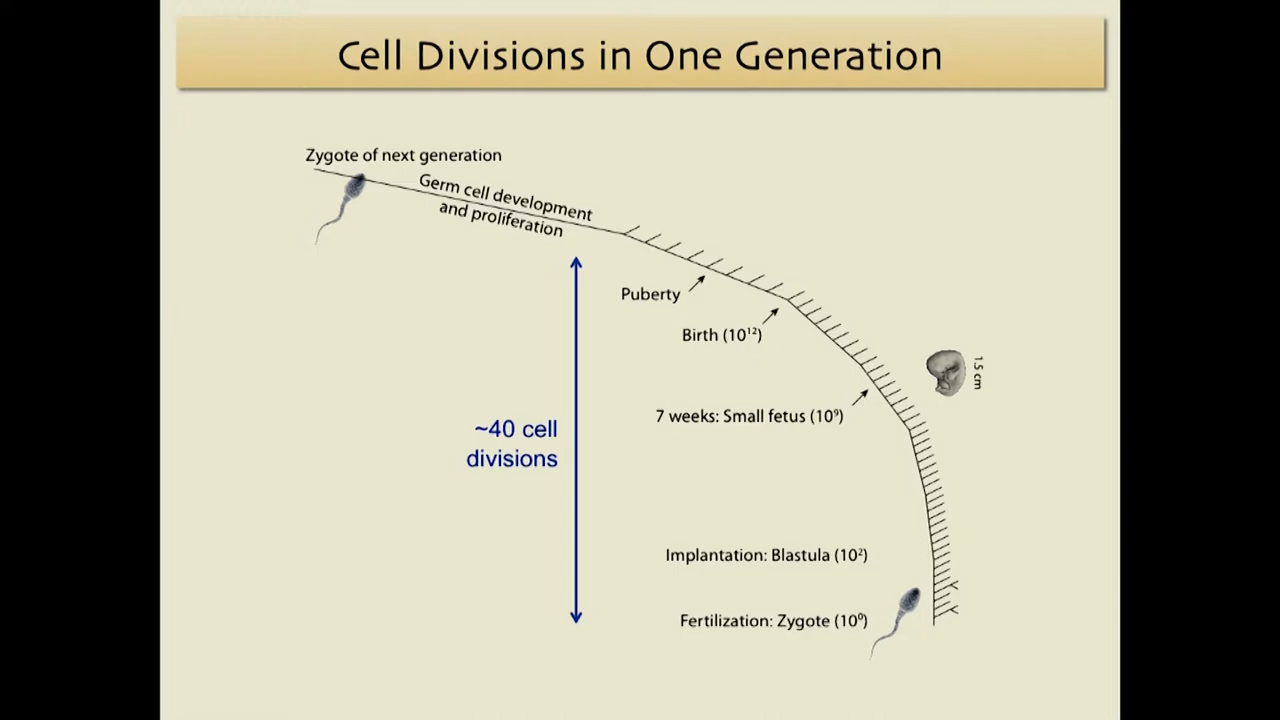 Cell Divisions in One Generation
Zygote of next generation
Germ cell development
and proliferation
Puberty
Birth (10¹²)
1.5 cm
7 weeks: Small fetus (10⁹)
~40 cell
divisions
Implantation: Blastula (10²)
Fertilization: Zygote (10⁰)